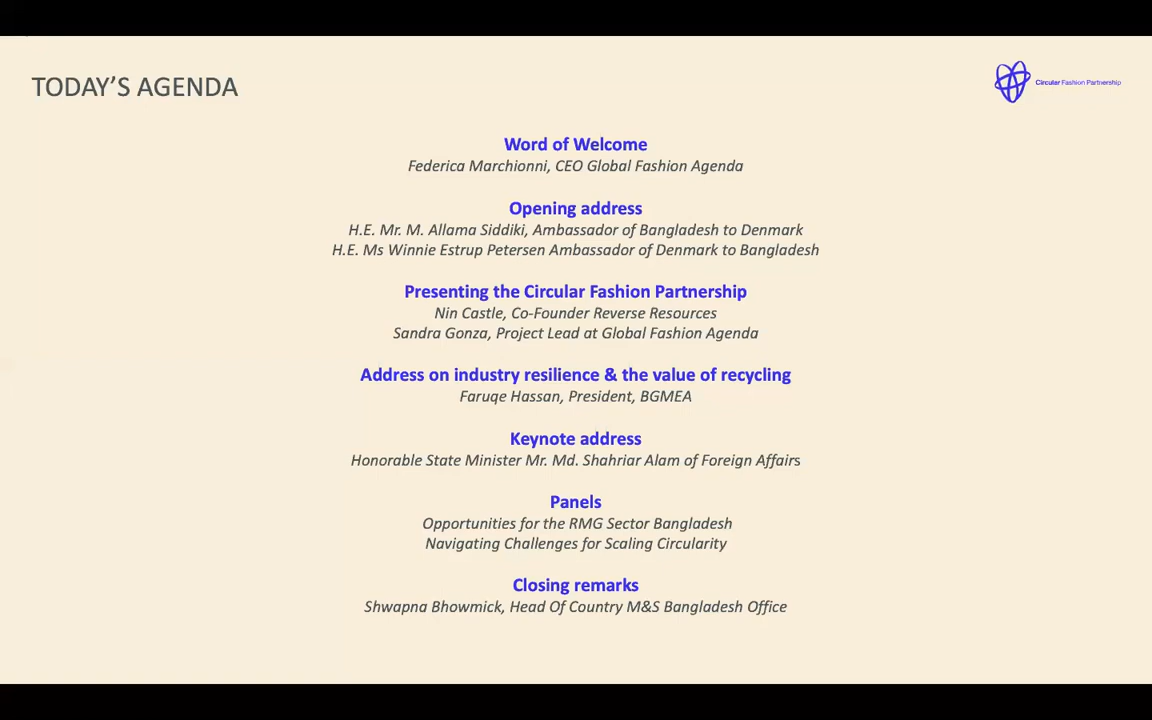 TODAY’S AGENDA
Circular Fashion Partnership
Word of Welcome
Federica Marchionni, CEO Global Fashion Agenda
Opening address
H.E. Mr. M. Allama Siddiki, Ambassador of Bangladesh to Denmark
H.E. Ms Winnie Estrup Petersen Ambassador of Denmark to Bangladesh
Presenting the Circular Fashion Partnership
Nin Castle, Co-Founder Reverse Resources
Sandra Gonza, Project Lead at Global Fashion Agenda
Address on industry resilience & the value of recycling
Faruqe Hassan, President, BGMEA
Keynote address
Honorable State Minister Mr. Md. Shahriar Alam of Foreign Affairs
Panels
Opportunities for the RMG Sector Bangladesh
Navigating Challenges for Scaling Circularity
Closing remarks
Shwapna Bhowmick, Head Of Country M&S Bangladesh Office